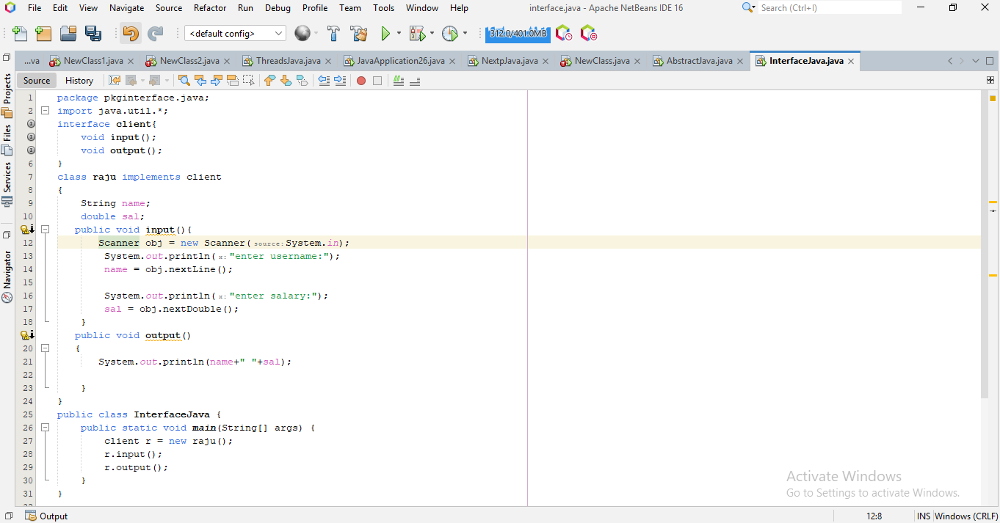 File Edit View Navigate Source Refactor Run Debug Profile Team Tools Window Help interface.java - Apache NetBeans IDE 16 Search (Ctrl+I)
<default config> 312.0/401.0MB
...va NewClass1.java NewClass2.java ThreadsJava.java JavaApplication26.java NextpJava.java NewClass.java AbstractJava.java InterfaceJava.java
Source History
Projects
Files
Services
Navigator
1 package pkginterface.java;
2 import java.util.*;
interface client{
void input();
void output();
6 }
7 class raju implements client
8 {
9 String name;
10 double sal;
public void input(){
12 Scanner obj = new Scanner( source: System.in);
13 System.out.println( x: "enter username:");
14 name = obj.nextLine();
15
16 System.out.println( x: "enter salary:");
17 sal = obj.nextDouble();
18 }
public void output()
20 {
21 System.out.println(name+" "+sal);
22
23 }
24 }
25 public class InterfaceJava {
26 public static void main(String[] args) {
27 client r = new raju();
28 r.input();
29 r.output();
30 }
31 }
32
Activate Windows
Go to Settings to activate Windows.
Output 12:8 INS Windows (CRLF)